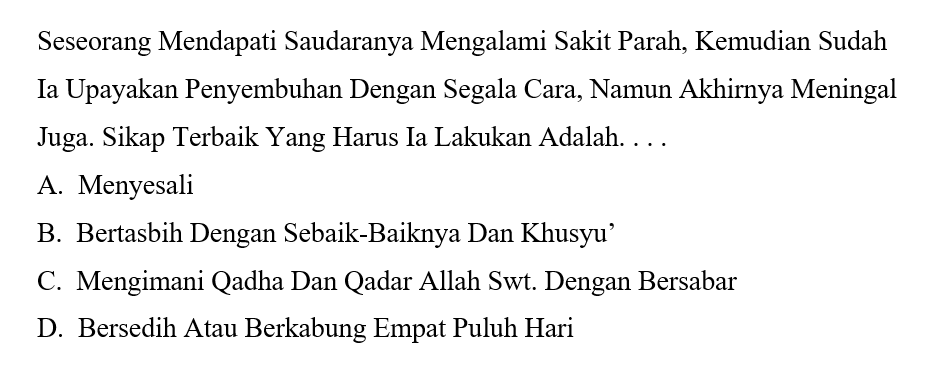 Seseorang Mendapati Saudaranya Mengalami Sakit Parah, Kemudian Sudah
Ia Upayakan Penyembuhan Dengan Segala Cara, Namun Akhirnya Meningal
Juga. Sikap Terbaik Yang Harus Ia Lakukan Adalah. . . .
A. Menyesali
B. Bertasbih Dengan Sebaik-Baiknya Dan Khusyu’
C. Mengimani Qadha Dan Qadar Allah Swt. Dengan Bersabar
D. Bersedih Atau Berkabung Empat Puluh Hari